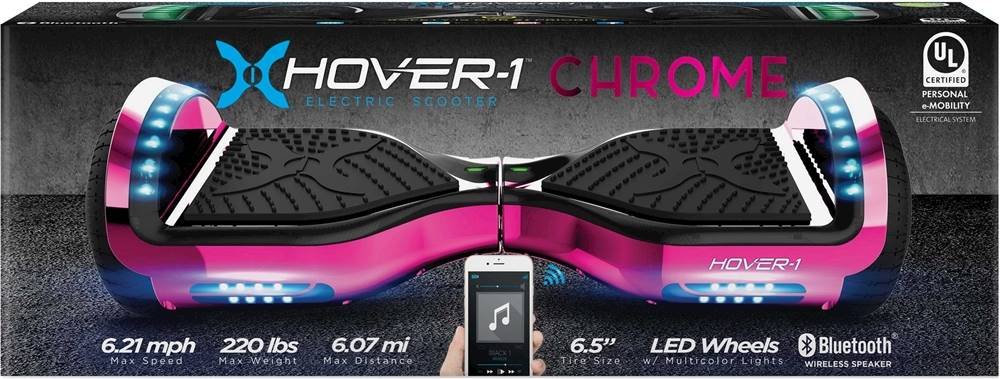 HOVER-1™
ELECTRIC SCOOTER
CHROME
UL
CERTIFIED
PERSONAL
e-MOBILITY
ELECTRICAL SYSTEM
HOVER-1
TRACK 1
6.21 mph
Max Speed
220 lbs
Max Weight
6.07 mi
Max Distance
6.5"
Tire Size
LED Wheels
w/ Multicolor Lights
Bluetooth®
WIRELESS SPEAKER